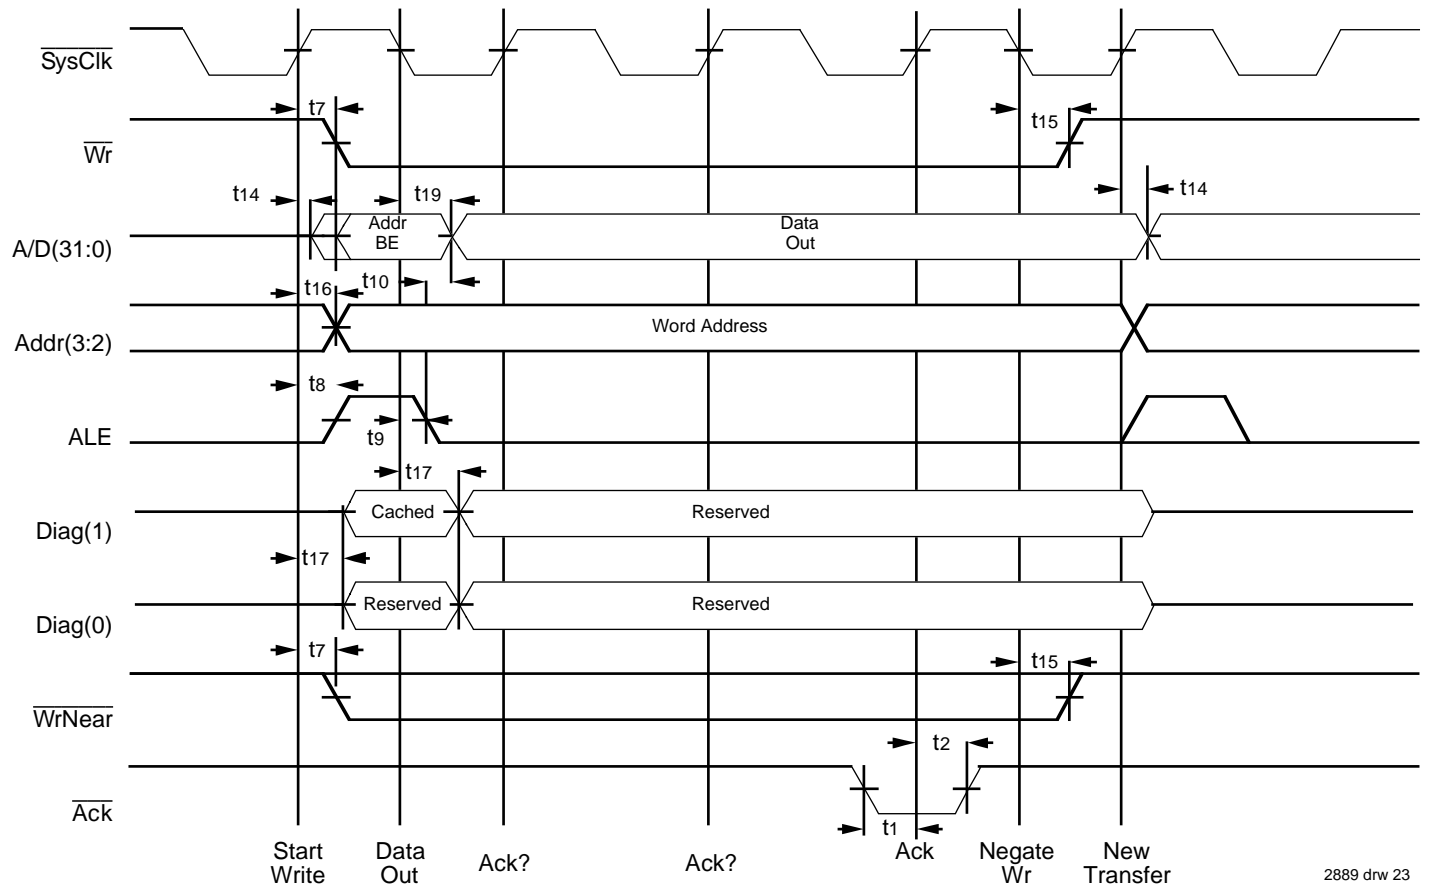 SysClk
t7
t15
Wr
t14
t19
t14
Addr
BE
Data
Out
A/D(31:0)
t16
t10
Word Address
Addr(3:2)
t8
t9
ALE
t17
Cached
Reserved
Diag(1)
t17
Reserved
Reserved
Diag(0)
t7
t15
WrNear
t2
Ack
t1
Start
Write
Data
Out
Ack?
Ack?
Ack
Negate
Wr
New
Transfer
2889 drw 23